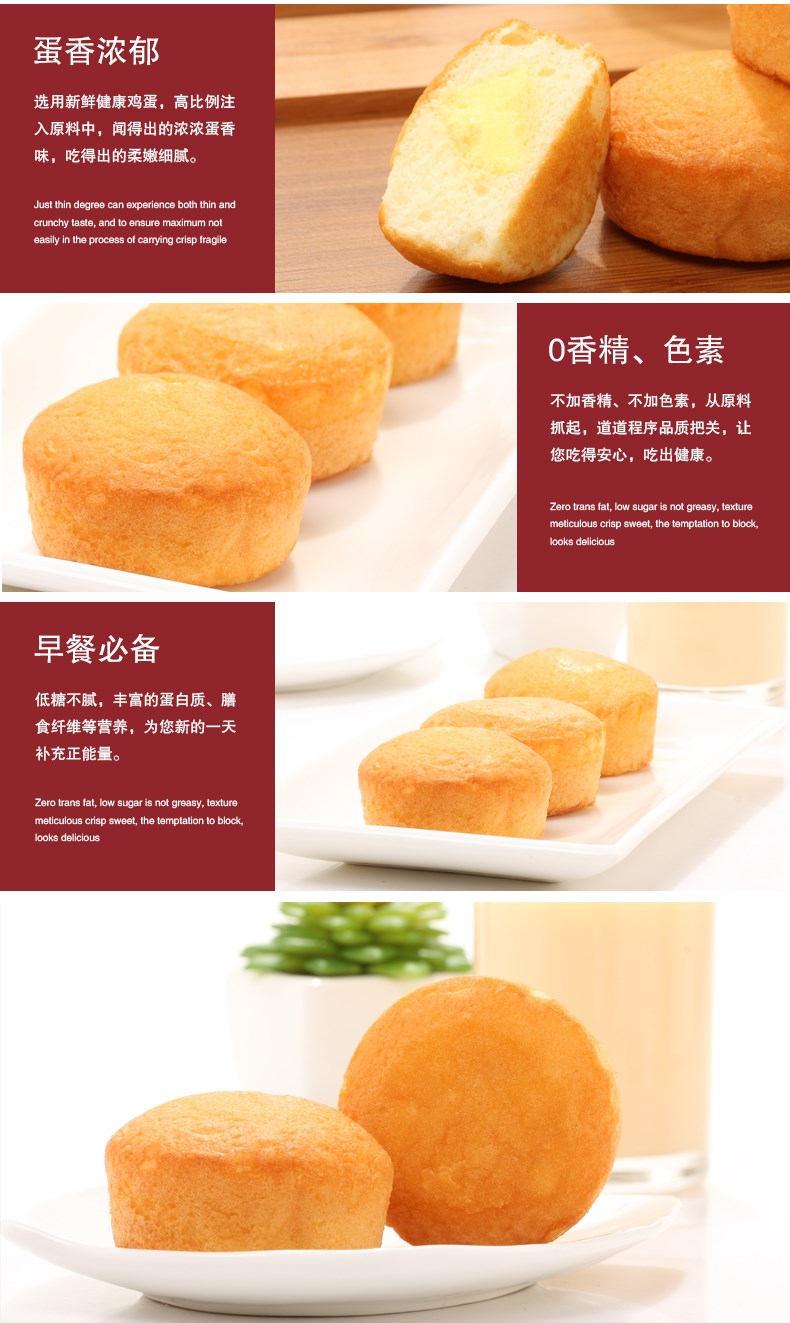 蛋香浓郁
选用新鲜健康鸡蛋，高比例注
入原料中，闻得出的浓浓蛋香
味，吃得出的柔嫩细腻。
Just thin degree can experience both thin and
crunchy taste, and to ensure maximum not
easily in the process of carrying crisp fragile
0香精、色素
不加香精、不加色素，从原料
抓起，道道程序品质把关，让
您吃得安心，吃出健康。
Zero trans fat, low sugar is not greasy, texture
meticulous crisp sweet, the temptation to block,
looks delicious
早餐必备
低糖不腻，丰富的蛋白质、膳
食纤维等营养，为您新的一天
补充正能量。
Zero trans fat, low sugar is not greasy, texture
meticulous crisp sweet, the temptation to block,
looks delicious